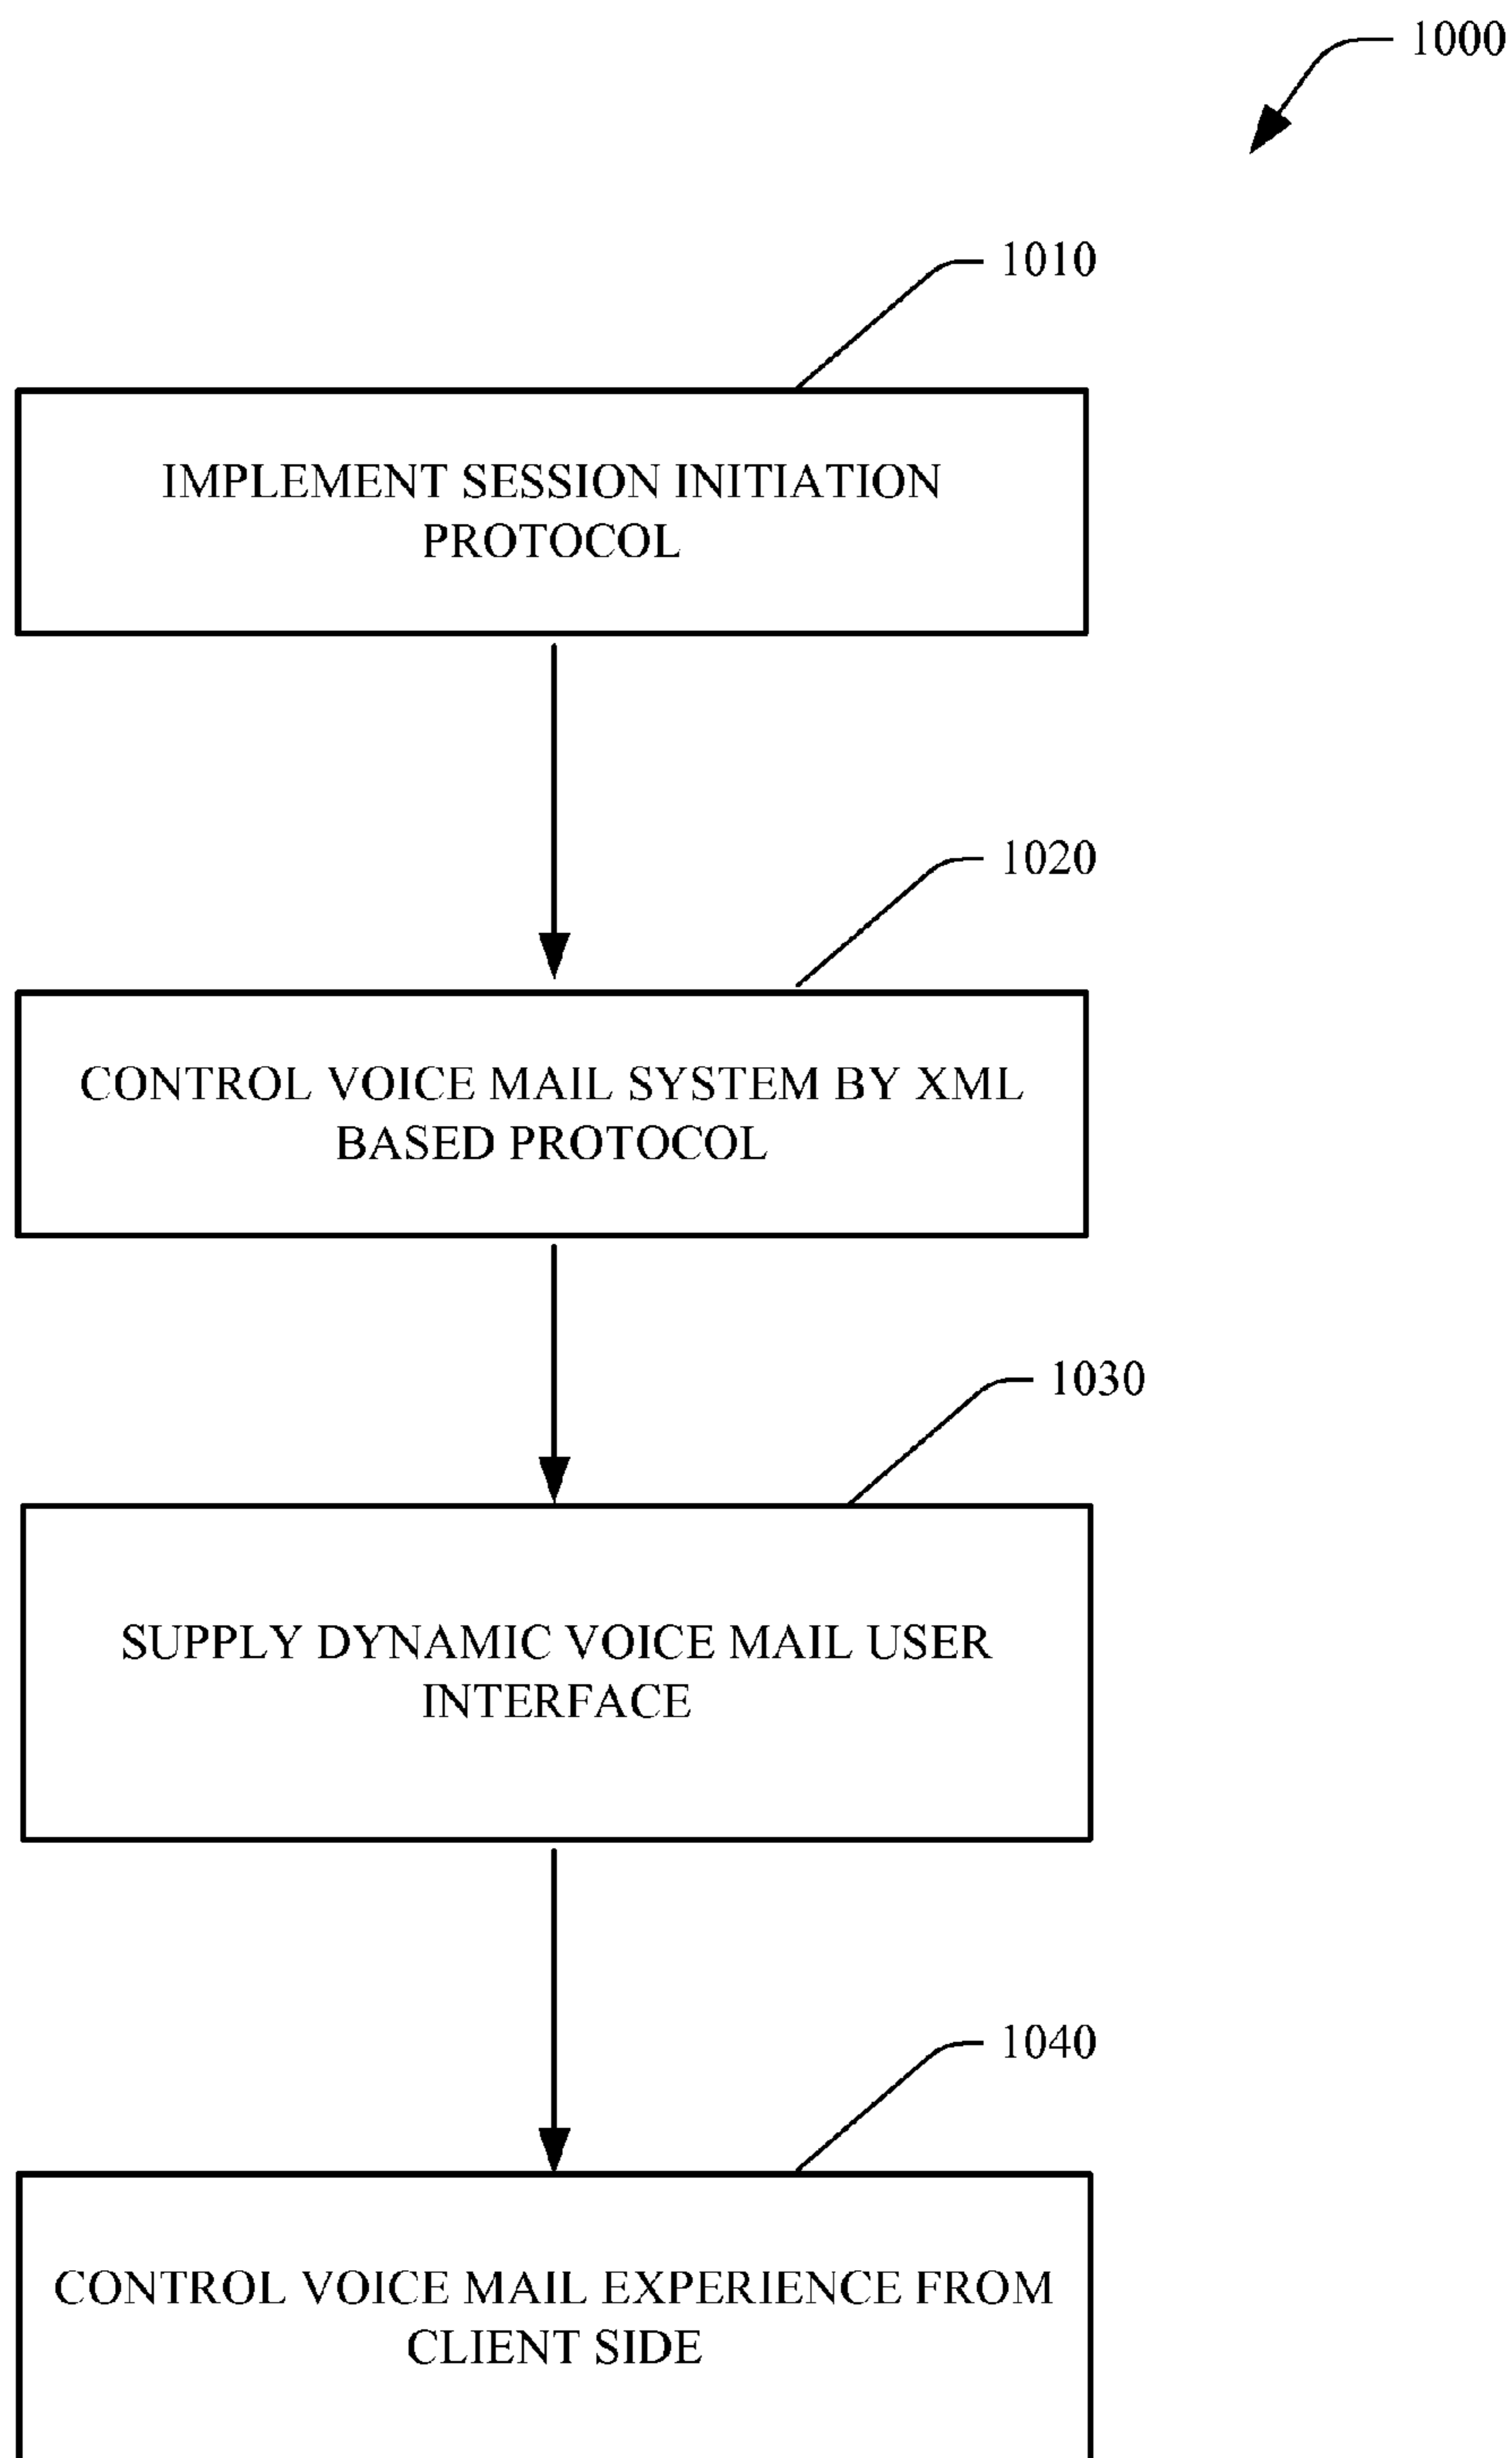 1000
1010
IMPLEMENT SESSION INITIATION
PROTOCOL
1020
CONTROL VOICE MAIL SYSTEM BY XML
BASED PROTOCOL
1030
SUPPLY DYNAMIC VOICE MAIL USER
INTERFACE
1040
CONTROL VOICE MAIL EXPERIENCE FROM
CLIENT SIDE